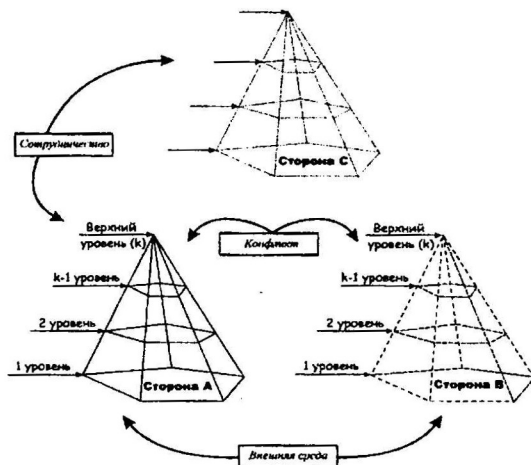 Сторона С
Сотрудничество
Верхний
уровень (k)
Конфликт
Верхний
уровень (k)
k-1 уровень
k-1 уровень
2 уровень
2 уровень
1 уровень
1 уровень
Сторона А
Сторона В
Внешняя среда